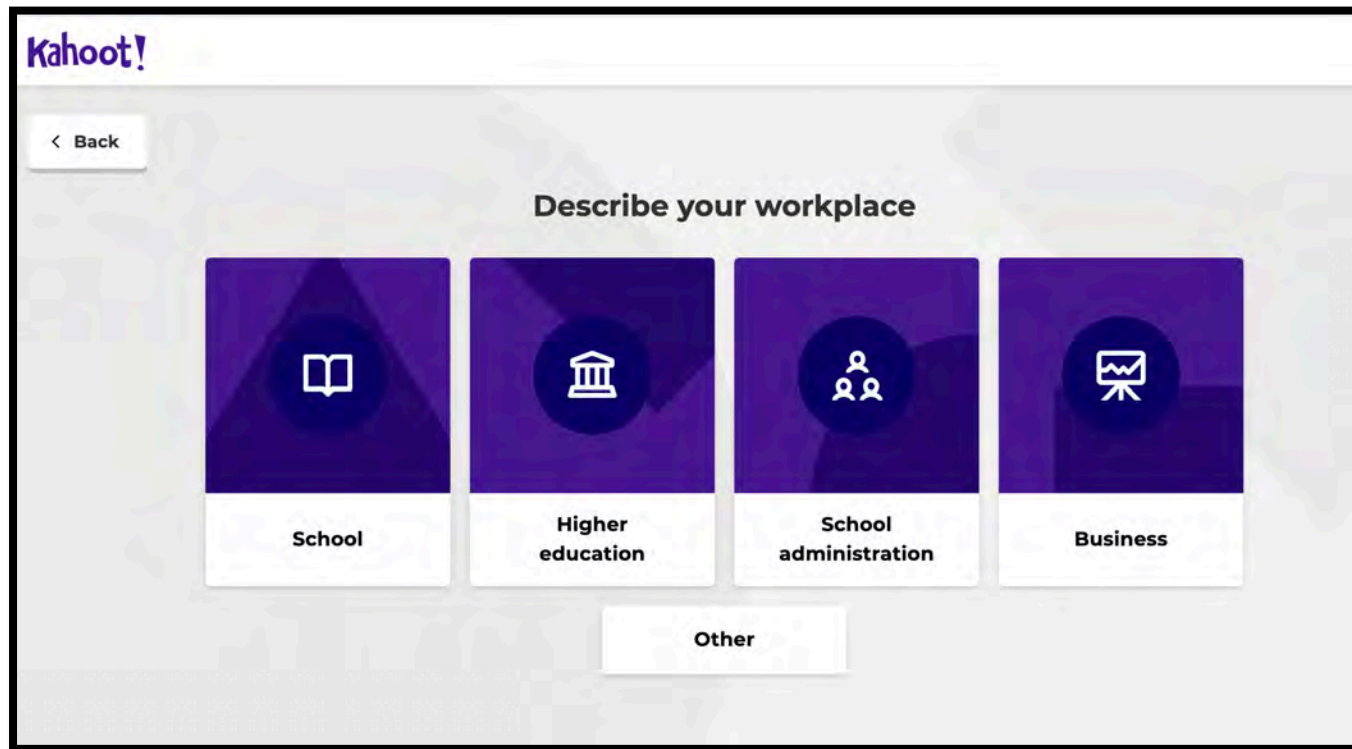 Kahoot!
Back
Describe your workplace
School
Higher
education
School
administration
Business
Other